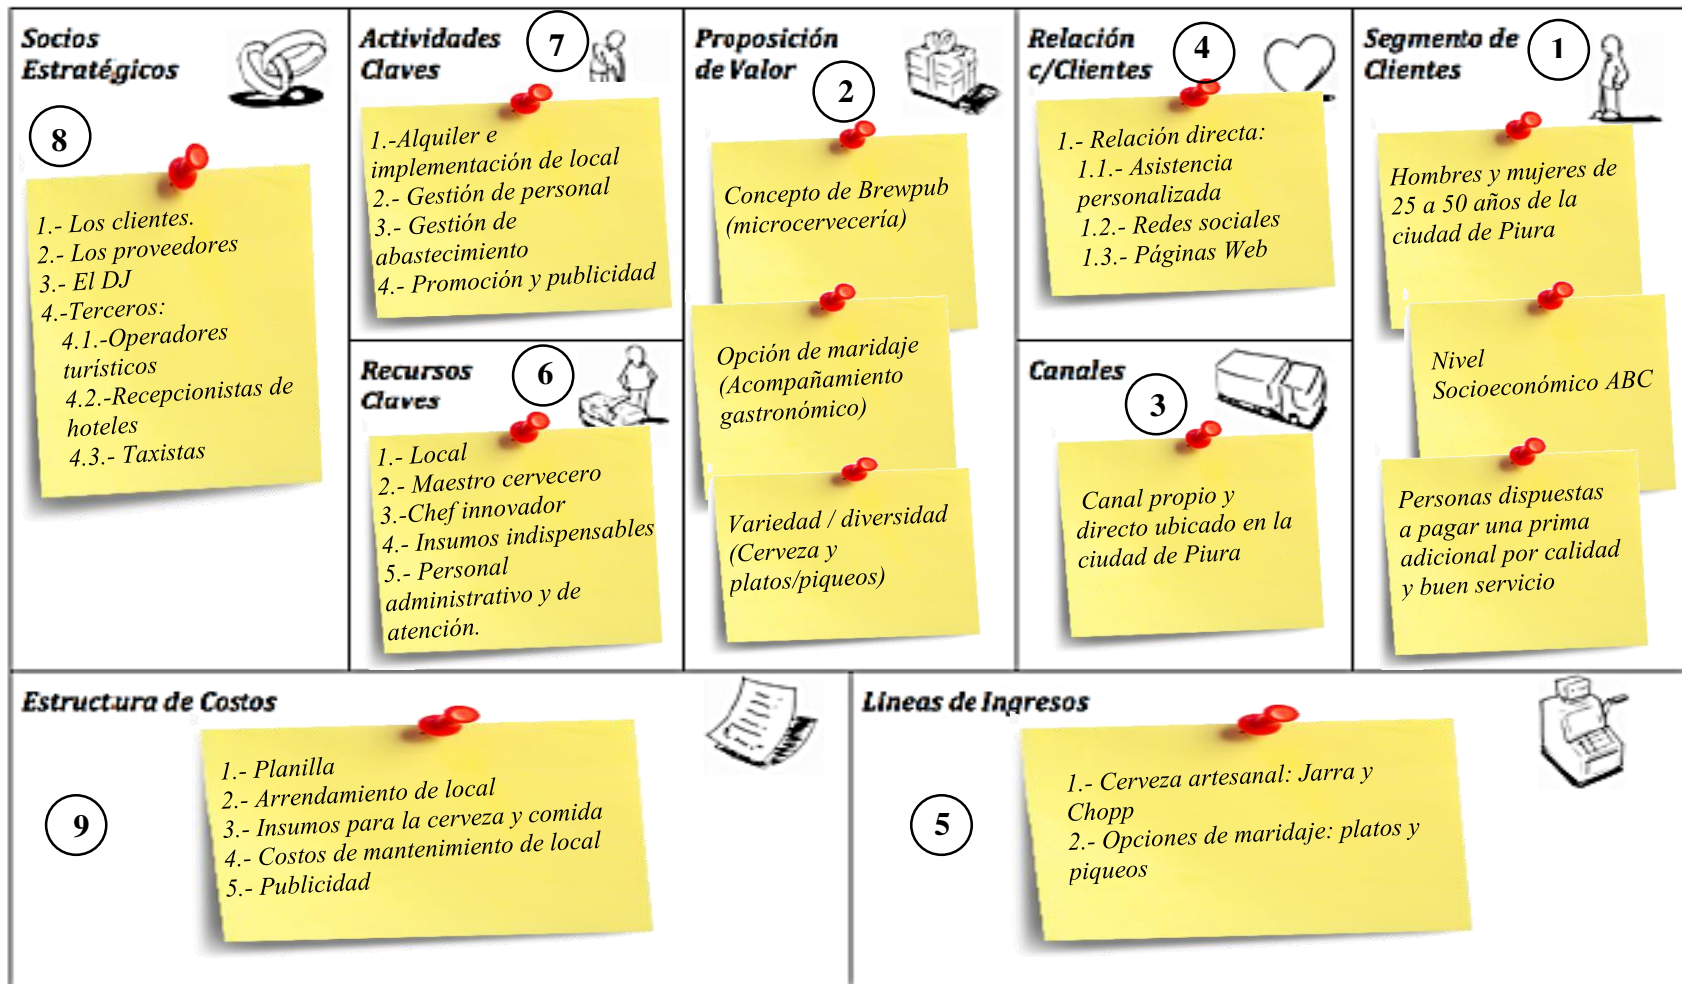 Socios
Estratégicos
8
1.- Los clientes.
2.- Los proveedores
3.- El DJ
4.-Terceros:
4.1.-Operadores
turísticos
4.2.-Recepcionistas de
hoteles
4.3.- Taxistas
Actividades
Claves
7
1.-Alquiler e
implementación de local
2.- Gestión de personal
3.- Gestión de
abastecimiento
4.- Promoción y publicidad
Recursos
Claves
6
1.- Local
2.- Maestro cervecero
3.-Chef innovador
4.- Insumos indispensables
5.- Personal
administrativo y de
atención.
Proposición
de Valor
2
Concepto de Brewpub
(microcervecería)
Opción de maridaje
(Acompañamiento
gastronómico)
Variedad / diversidad
(Cerveza y
platos/piqueos)
Relación
c/Clientes
4
1.- Relación directa:
1.1.- Asistencia
personalizada
1.2.- Redes sociales
1.3.- Páginas Web
Canales
3
Canal propio y
directo ubicado en la
ciudad de Piura
Segmento de
Clientes
1
Hombres y mujeres de
25 a 50 años de la
ciudad de Piura
Nivel
Socioeconómico ABC
Personas dispuestas
a pagar una prima
adicional por calidad
y buen servicio
Estructura de Costos
9
1.- Planilla
2.- Arrendamiento de local
3.- Insumos para la cerveza y comida
4.- Costos de mantenimiento de local
5.- Publicidad
Lineas de Ingresos
5
1.- Cerveza artesanal: Jarra y
Chopp
2.- Opciones de maridaje: platos y
piqueos